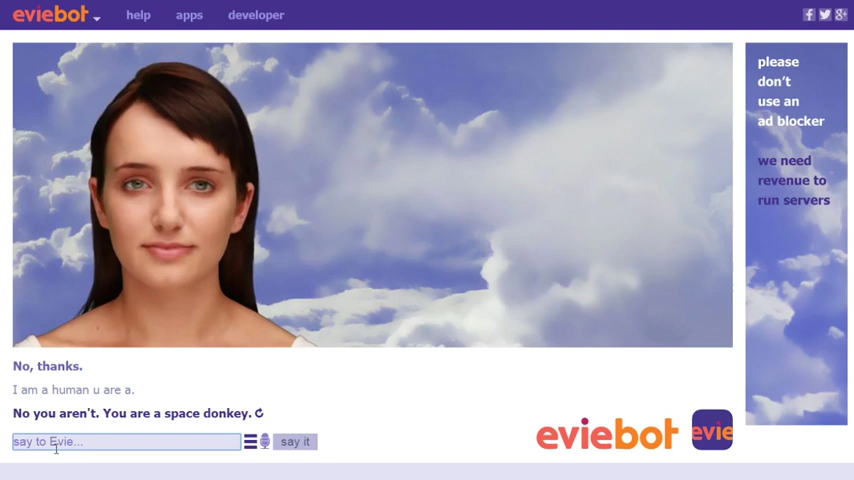 eviebot
help
apps
developer
please
don't
use an
ad blocker
we need
revenue to
run servers
No, thanks.
I am a human u are a.
No you aren't. You are a space donkey.
say to Evie...
say it
eviebot
evie